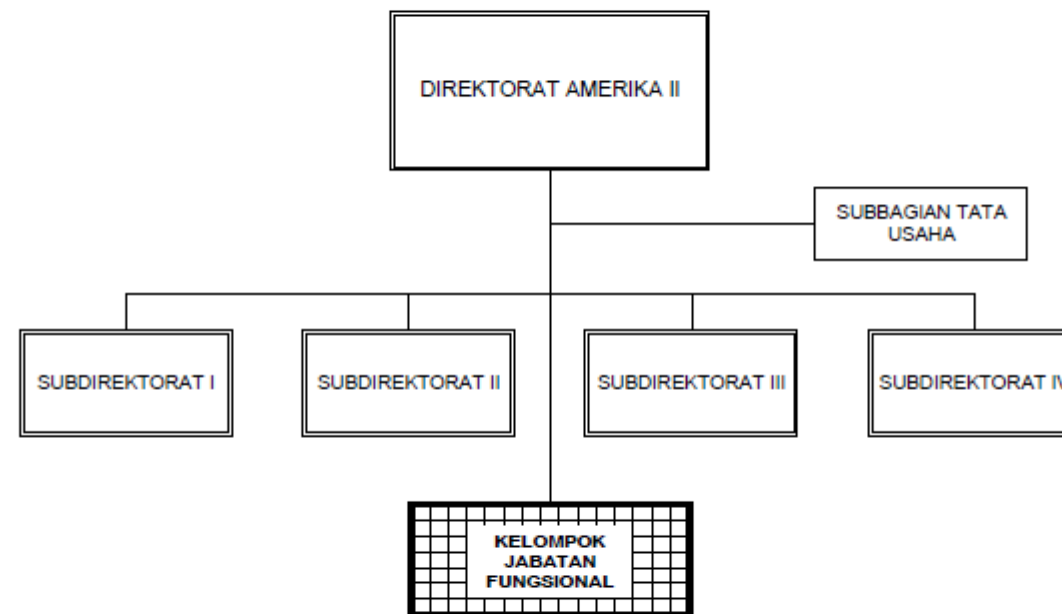 DIREKTORAT AMERIKA II
SUBBAGIAN TATA
USAHA
SUBDIREKTORAT I
SUBDIREKTORAT II
SUBDIREKTORAT III
SUBDIREKTORAT IV
KELOMPOK
JABATAN
FUNGSIONAL